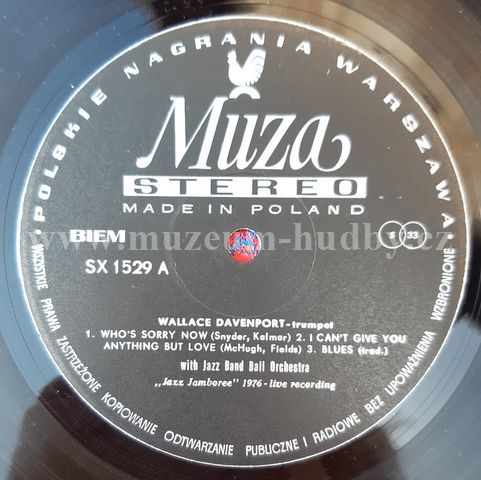 POLSKIE NAGRANIA WARSZAWA
Muza
STEREO
MADE IN POLAND
BIEM
S 33
SX 1529 A
www.muzeum-hudby.cz
WALLACE DAVENPORT-trumpet
1. WHO'S SORRY NOW (Snyder, Kalmar) 2. I CAN'T GIVE YOU
ANYTHING BUT LOVE (McHugh, Fields) 3. BLUES (trad.)
with Jazz Band Ball Orchestra
„Jazz Jamboree" 1976-live recording
WSZYSTKIE PRAWA ZASTRZEŻONE KOPIOWANIE ODTWARZANIE PUBLICZNE I RADIOWE BEZ UPOWAŻNIENIA WZBRONIONE